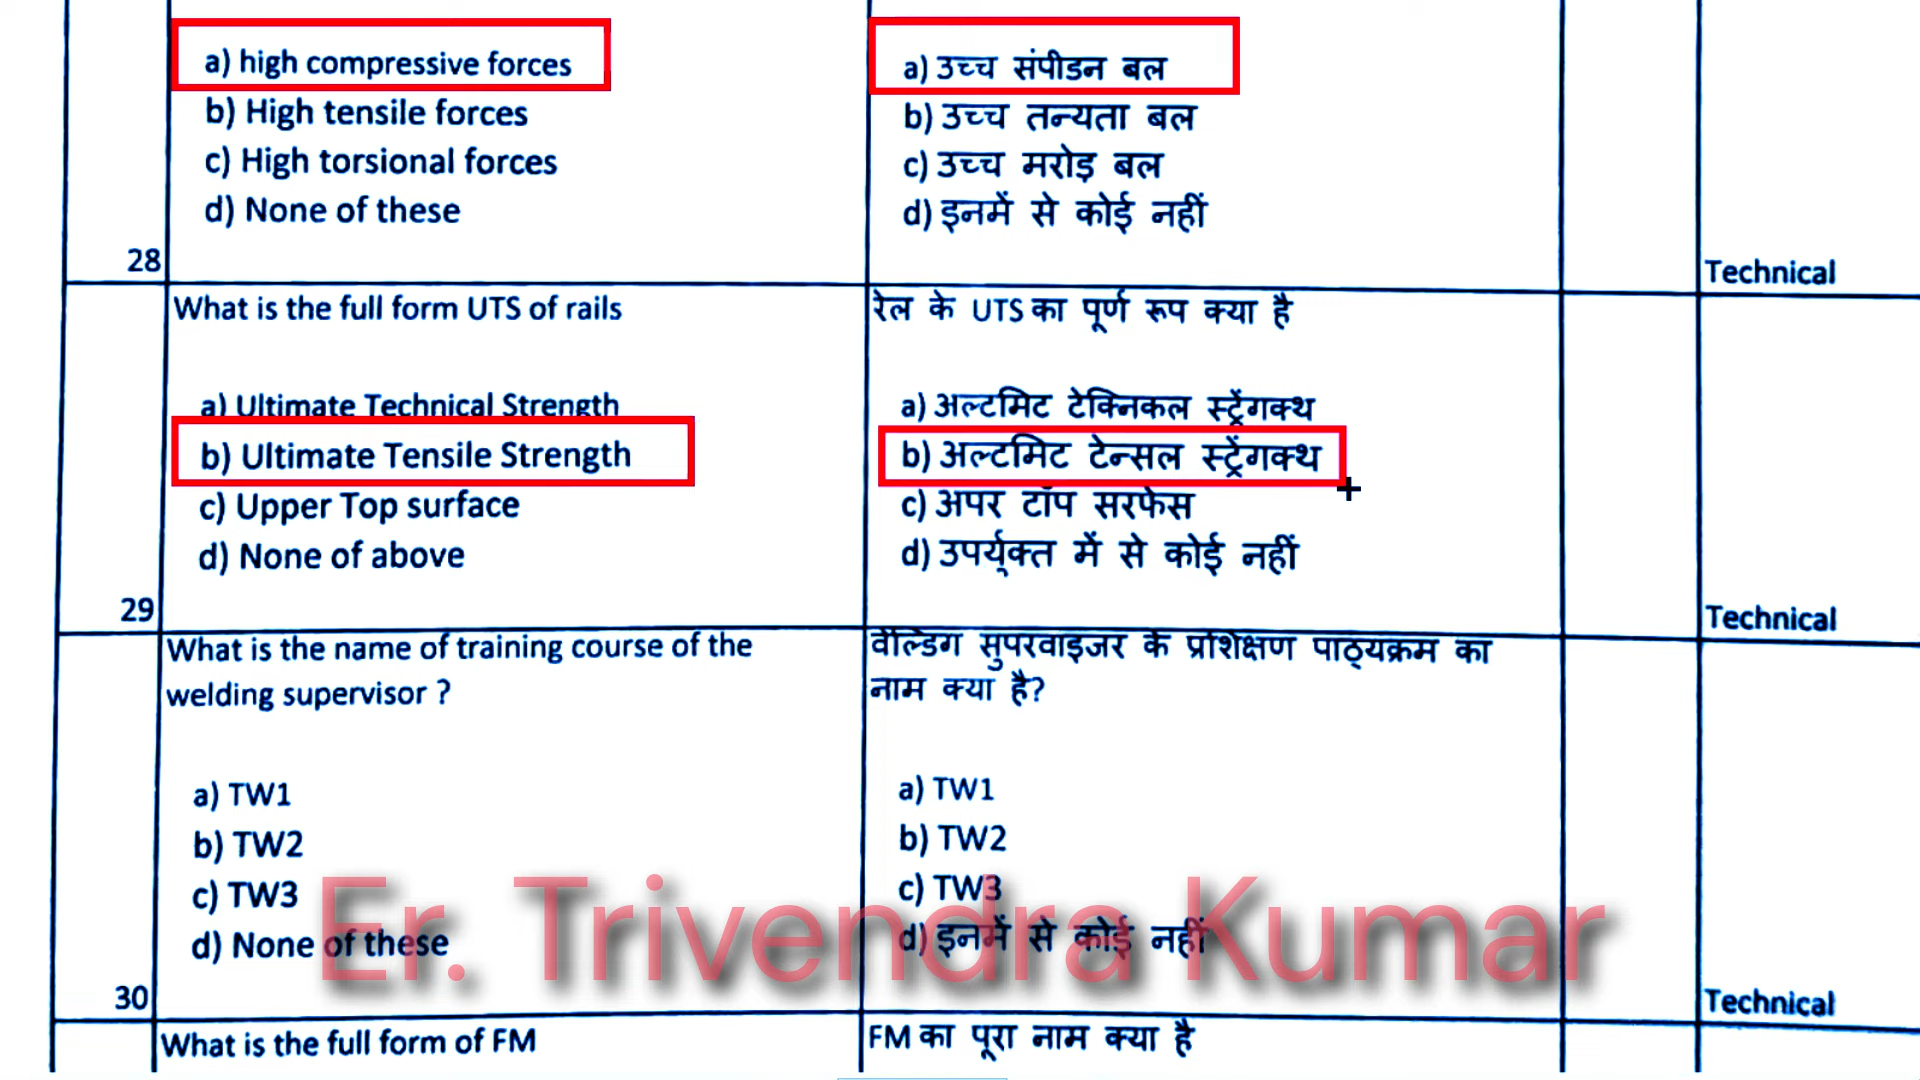 a) high compressive forces
b) High tensile forces
c) High torsional forces
d) None of these
a) उच्च संपीडन बल
b) उच्च तन्यता बल
c) उच्च मरोड़ बल
d) इनमें से कोई नहीं
28
Technical
What is the full form UTS of rails
a) Ultimate Technical Strength
b) Ultimate Tensile Strength
c) Upper Top surface
d) None of above
रेल के UTS का पूर्ण रूप क्या है
a) अल्टमिट टेक्निकल स्ट्रेंगक्थ
b) अल्टमिट टेन्सल स्ट्रेंगक्थ
c) अपर टॉप सरफेस
d) उपर्युक्त में से कोई नहीं
29
Technical
What is the name of training course of the
welding supervisor ?
a) TW1
b) TW2
c) TW3
d) None of these
वेल्डिंग सुपरवाइजर के प्रशिक्षण पाठ्यक्रम का
नाम क्या है?
a) TW1
b) TW2
c) TW3
d) इनमें से कोई नहीं
30
Technical
Er. Trivendra Kumar
What is the full form of FM
FM का पूरा नाम क्या है